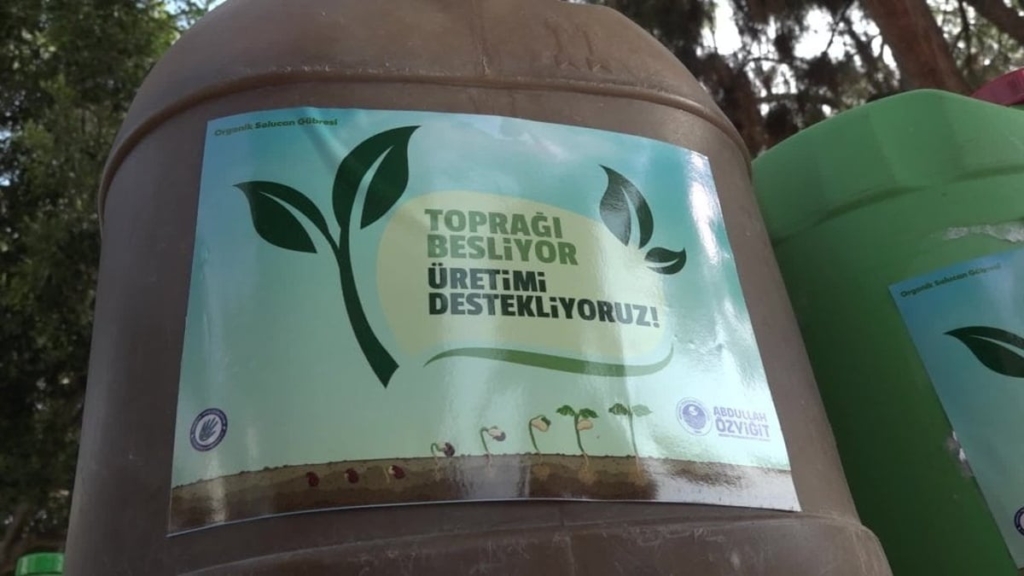 Organik Solucan Gübresi
TOPRAĞI
BESLİYOR
ÜRETİMİ
DESTEKLİYORUZ!
ABDULLAH
ÖZYİĞİT
Organik Solucan Gübresi